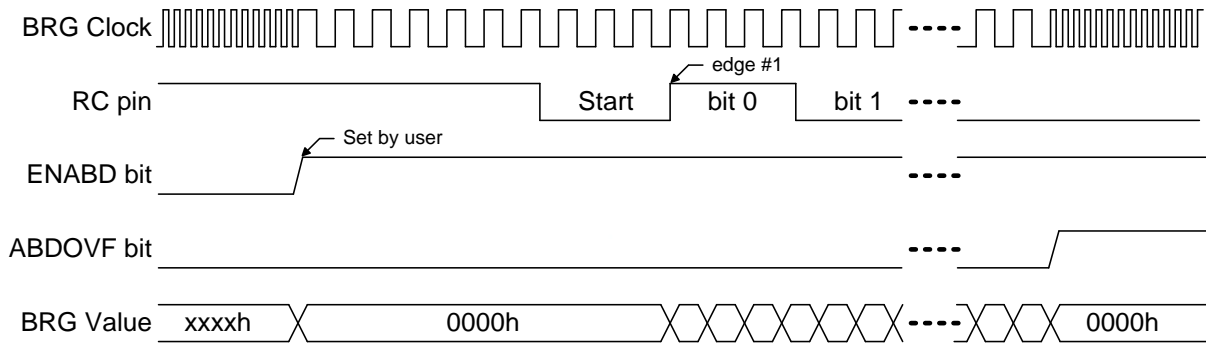 BRG Clock
edge #1
RC pin Start bit 0 bit 1
Set by user
ENABD bit
ABDOVF bit
BRG Value xxxxh 0000h 0000h